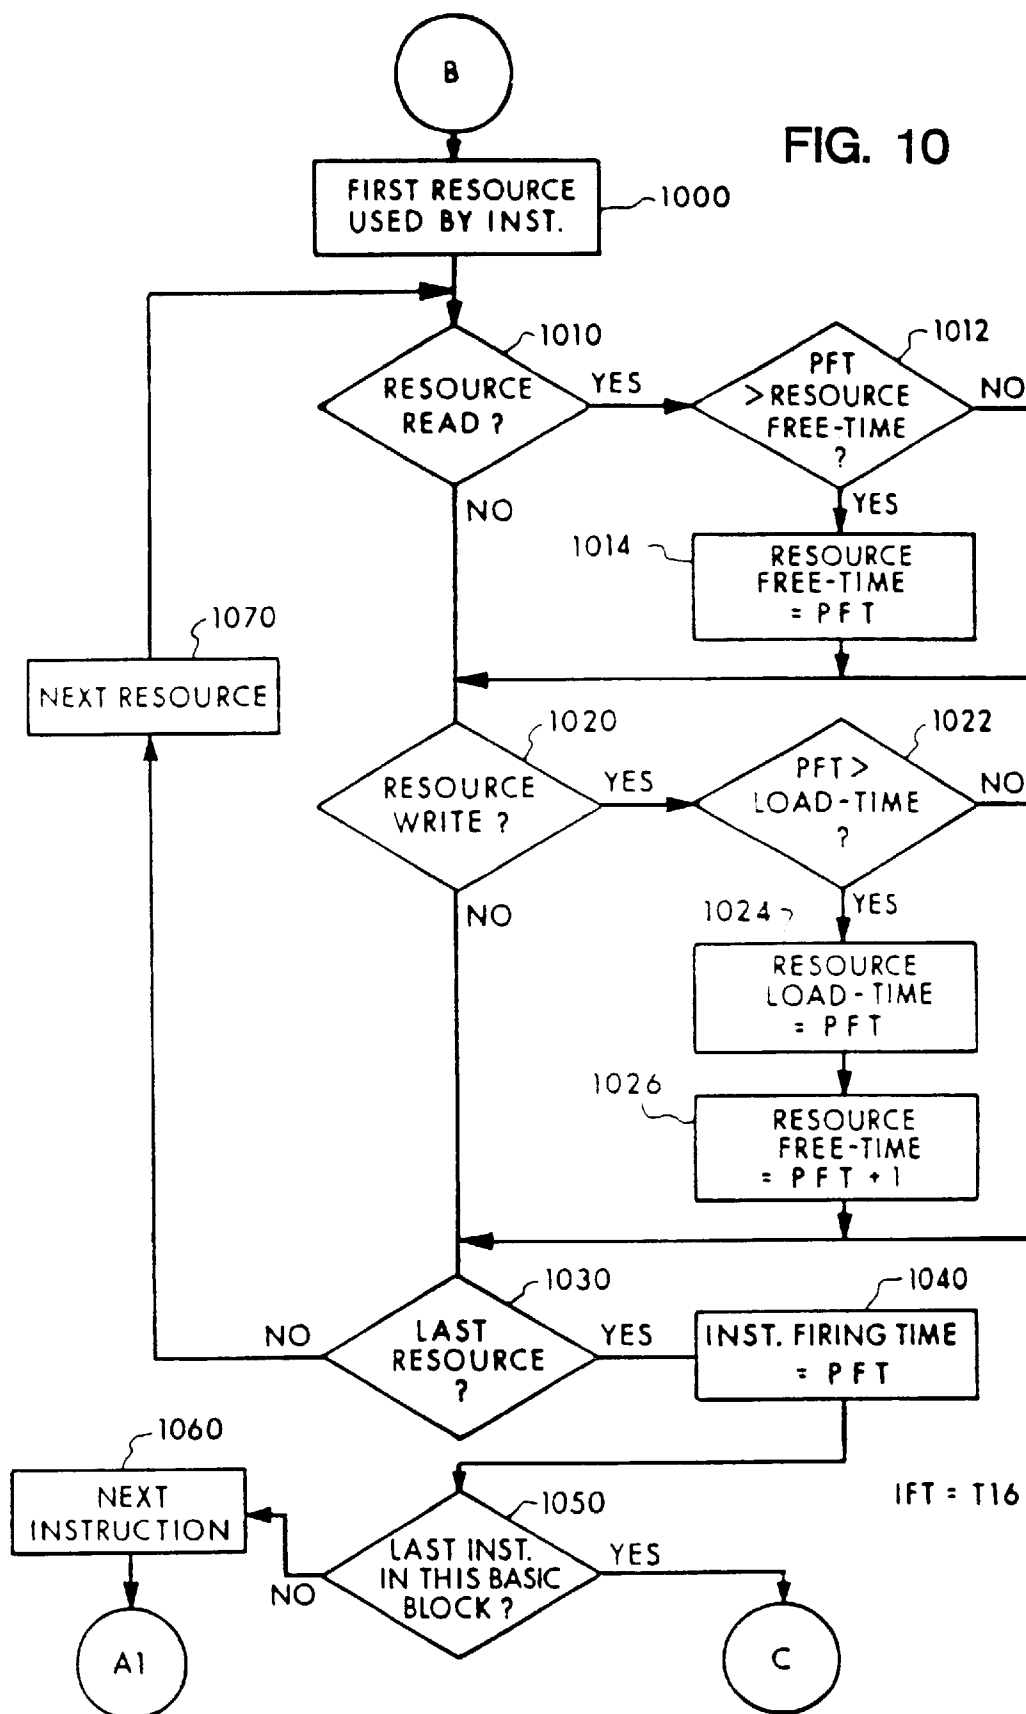 B
FIG. 10
FIRST RESOURCE
USED BY INST.
1000
1010
RESOURCE
READ ?
YES
NO
1012
PFT
> RESOURCE
FREE-TIME
?
NO
YES
1014
RESOURCE
FREE-TIME
= PFT
1070
NEXT RESOURCE
1020
RESOURCE
WRITE ?
YES
NO
1022
PFT >
LOAD-TIME
?
NO
YES
1024
RESOURCE
LOAD-TIME
= PFT
1026
RESOURCE
FREE-TIME
= PFT + 1
1030
LAST
RESOURCE
?
NO
YES
1040
INST. FIRING TIME
= PFT
IFT = T16
1060
NEXT
INSTRUCTION
1050
LAST INST.
IN THIS BASIC
BLOCK ?
NO
YES
A1
C